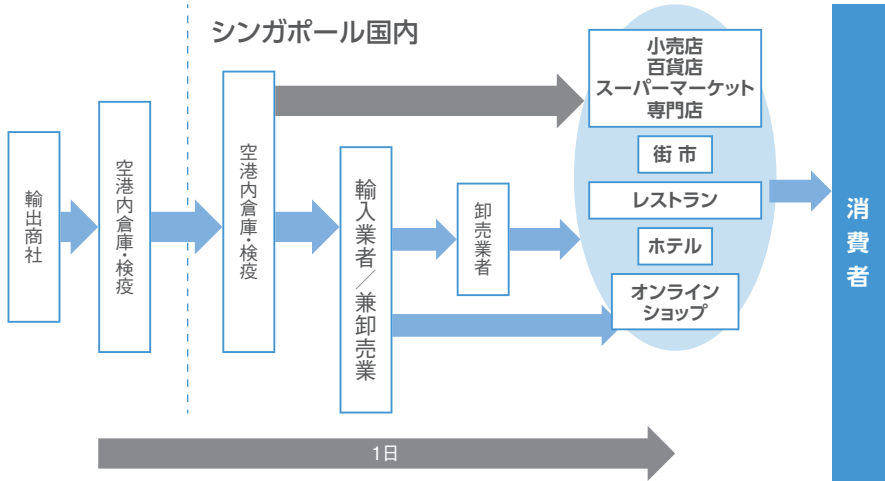 シンガポール国内
輸出商社
空港内倉庫・検疫
空港内倉庫・検疫
輸入業者／兼卸売業
卸売業者
小売店
百貨店
スーパーマーケット
専門店
街市
レストラン
ホテル
オンライン
ショップ
消費者
1日